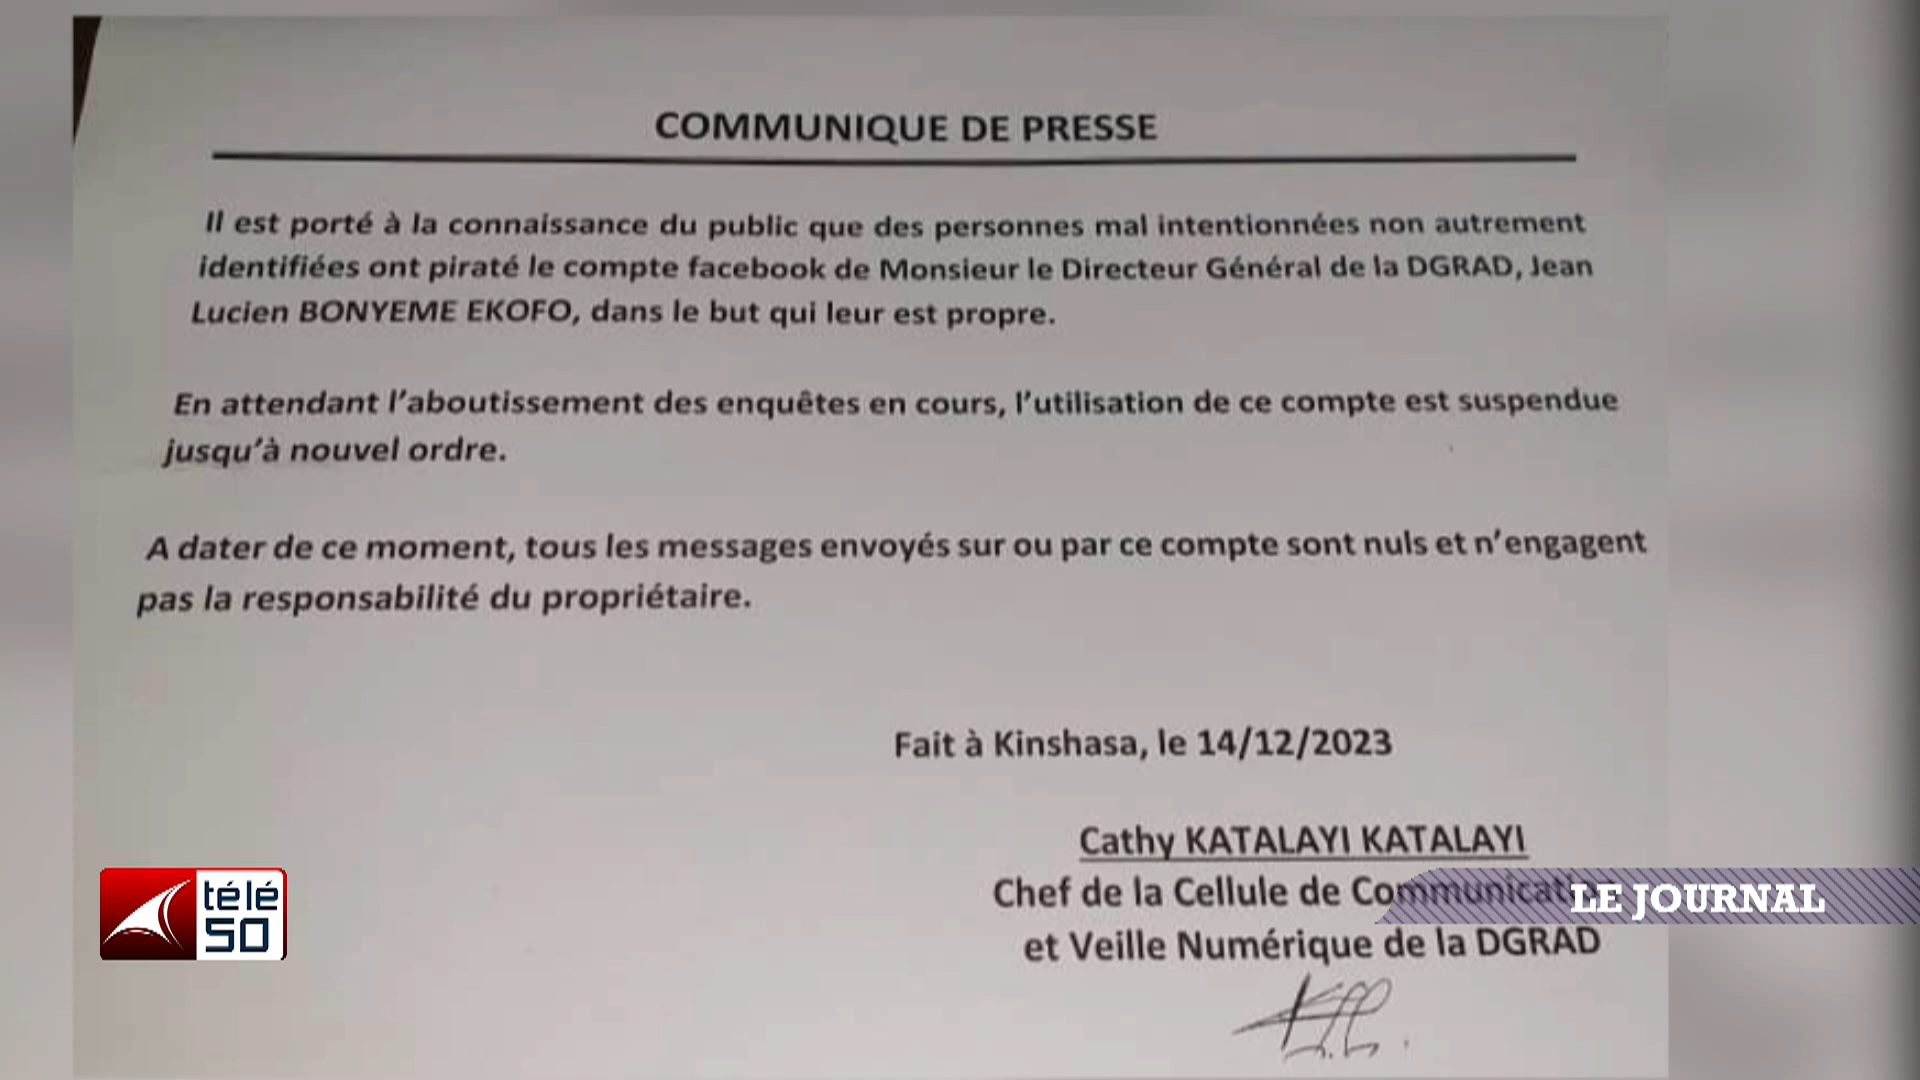 COMMUNIQUE DE PRESSE
Il est porté à la connaissance du public que des personnes mal intentionnées non autrement
identifiées ont piraté le compte facebook de Monsieur le Directeur Général de la DGRAD, Jean
Lucien BONYEME EKOFO, dans le but qui leur est propre.
En attendant l'aboutissement des enquêtes en cours, l'utilisation de ce compte est suspendue
jusqu'à nouvel ordre.
A dater de ce moment, tous les messages envoyés sur ou par ce compte sont nuls et n'engagent
pas la responsabilité du propriétaire.
Fait à Kinshasa, le 14/12/2023
Cathy KATALAYI KATALAYI
Chef de la Cellule de Communication
et Veille Numérique de la DGRAD
télé
50
LE JOURNAL